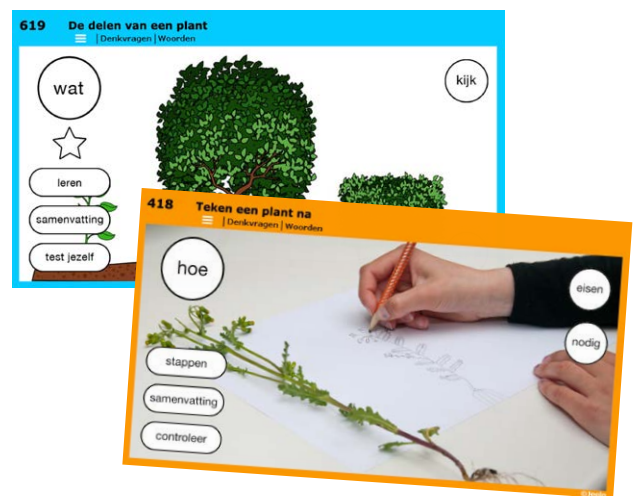 619 De delen van een plant
| Denkvragen | Woorden
wat
kijk
leren
samenvatting
test jezelf
418 Teken een plant na
| Denkvragen | Woorden
hoe
eisen
nodig
stappen
samenvatting
controleer